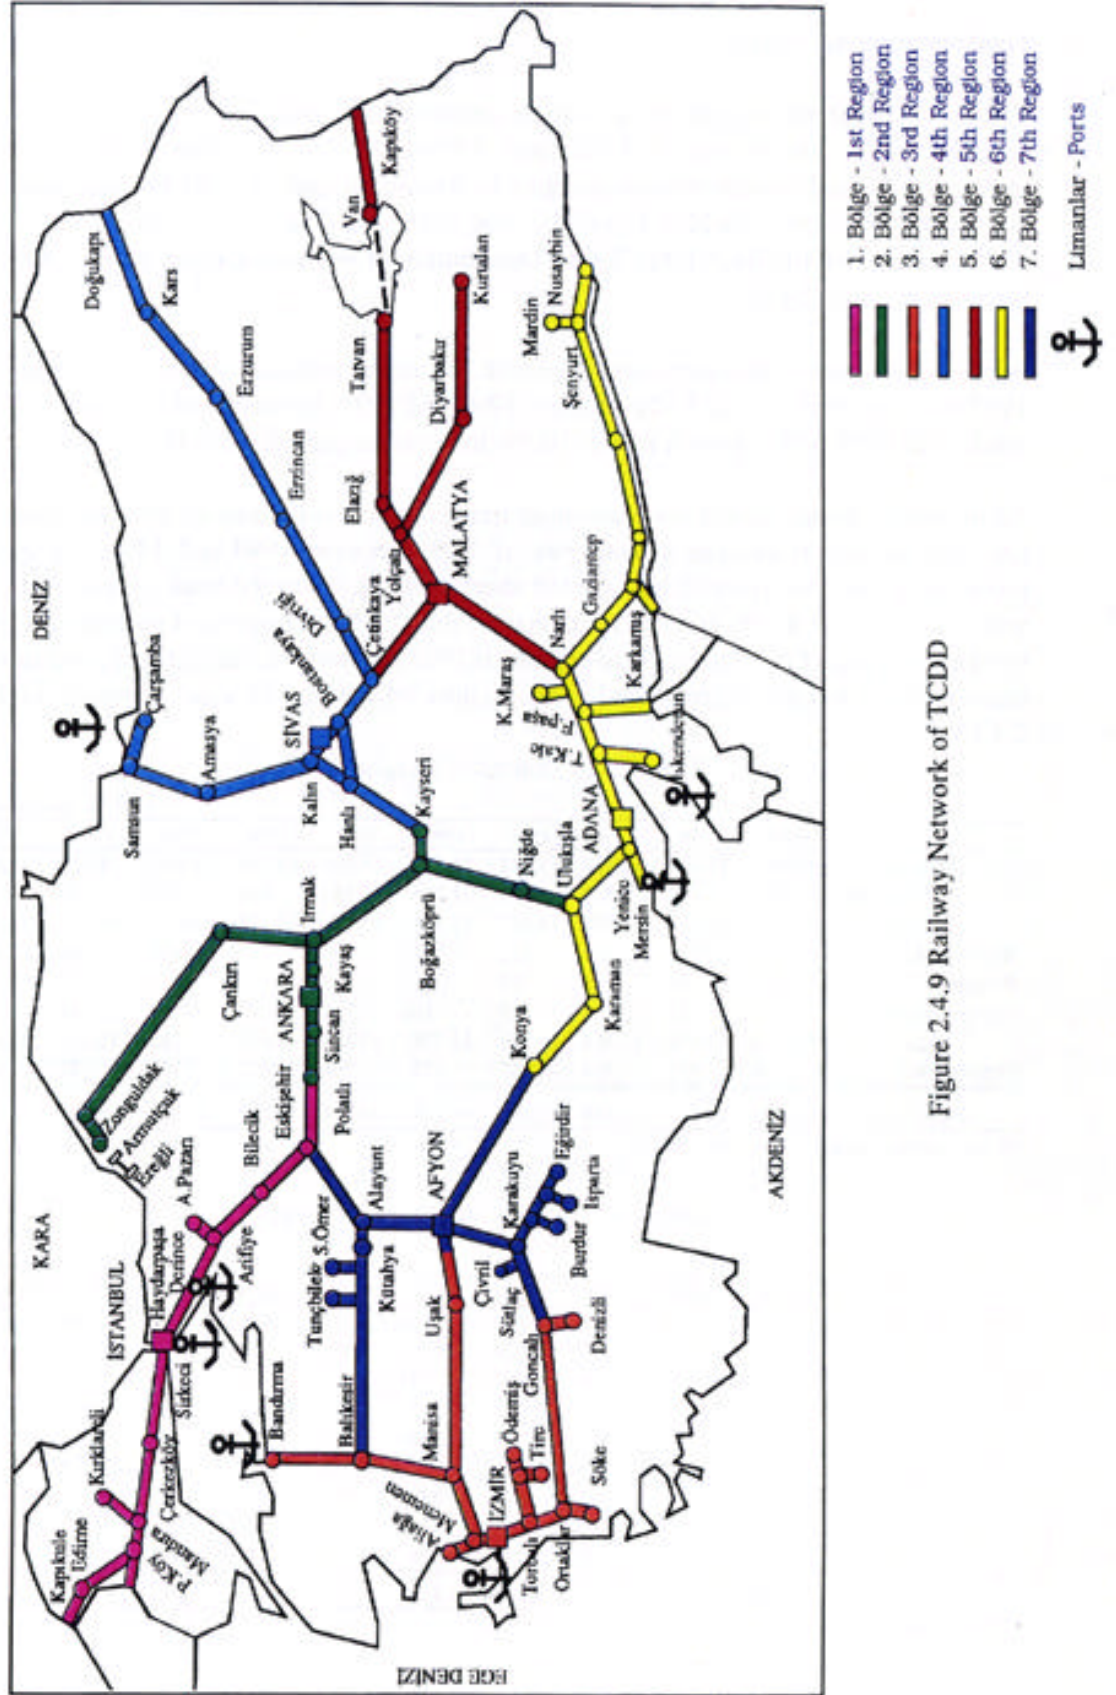 KARA
DENİZ
EGE DENİZİ
AKDENİZ
Kapıkule
Edirne
P.Köy
Mandıra
Kırklareli
Çerkezköy
Sirkeci
İSTANBUL
Haydarpaşa
Derince
Arifiye
A.Pazarı
Bilecik
Eskişehir
Ereğli
Armutçuk
Zonguldak
Çankırı
Polatlı
Sincan
ANKARA
Kayaş
Irmak
Boğazköprü
Kayseri
Niğde
Ulukışla
Samsun
Çarşamba
Amasya
Kalın
SİVAS
Hanlı
Bostankaya
Çetinkaya
Divriği
Erzincan
Erzurum
Kars
Doğukapı
MALATYA
Yolçatı
Elazığ
Tatvan
Van
Kapıköy
Diyarbakır
Kurtalan
Mardin
Nusaybin
Şenyurt
Gaziantep
Karkamış
Narlı
K.Maraş
F.paşa
T.Kale
İskenderun
ADANA
Yenice
Mersin
Karaman
Konya
AFYON
Alayunt
S.Ömer
Tunçbilek
Kütahya
Balıkesir
Bandırma
Manisa
Uşak
Menemen
Aliağa
İZMİR
Torbalı
Ödemiş
Tire
Ortaklar
Söke
Goncalı
Denizli
Sütlaç
Çivril
Karakuyu
Burdur
Isparta
Eğirdir
1. Bölge - 1st Region
2. Bölge - 2nd Region
3. Bölge - 3rd Region
4. Bölge - 4th Region
5. Bölge - 5th Region
6. Bölge - 6th Region
7. Bölge - 7th Region
Limanlar - Ports
Figure 2.4.9 Railway Network of TCDD